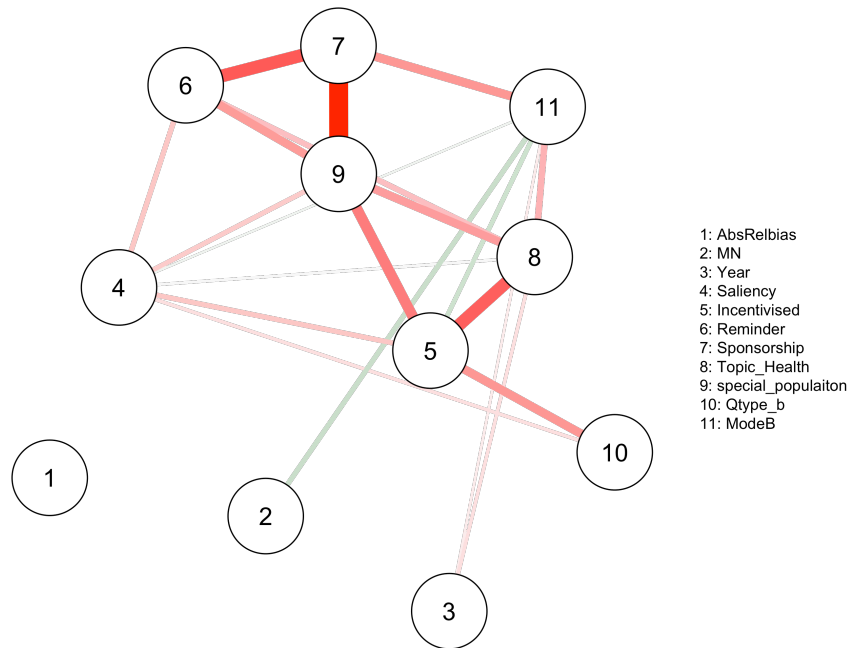 7
6
11
9
8
4
5
10
1
2
3
1: AbsRelbias
2: MN
3: Year
4: Saliency
5: Incentivised
6: Reminder
7: Sponsorship
8: Topic_Health
9: special_populaiton
10: Qtype_b
11: ModeB